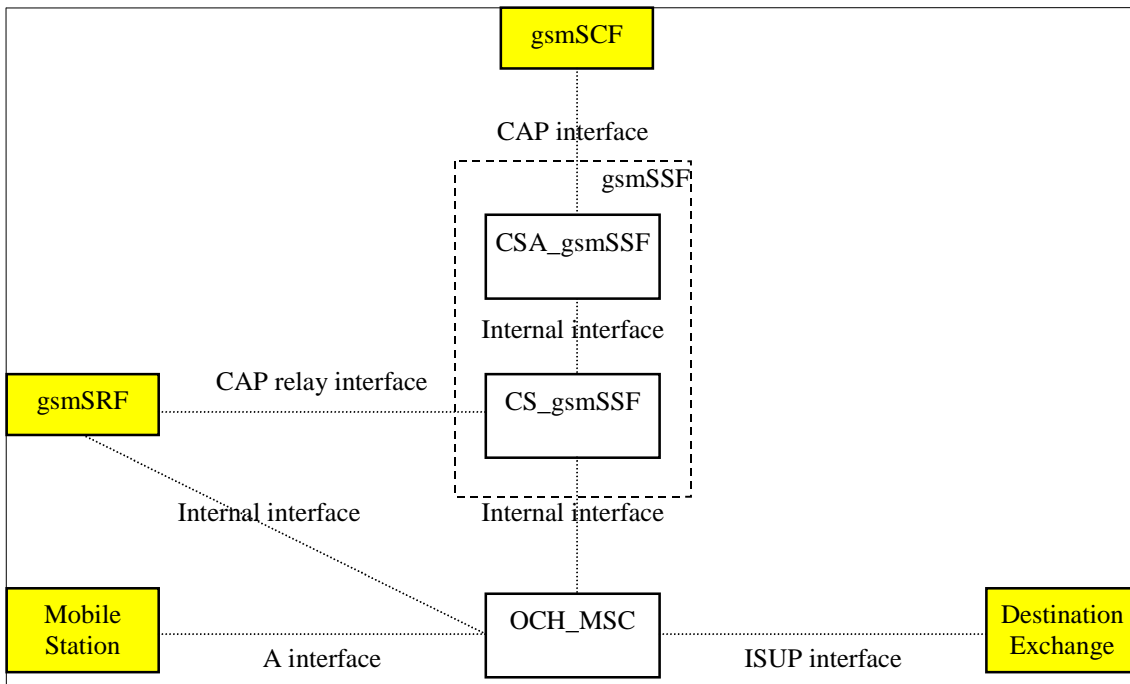 gsmSCF
CAP interface
gsmSSF
CSA_gsmSSF
Internal interface
CAP relay interface
gsmSRF
CS_gsmSSF
Internal interface
Internal interface
Mobile
Station
OCH_MSC
Destination
Exchange
A interface
ISUP interface